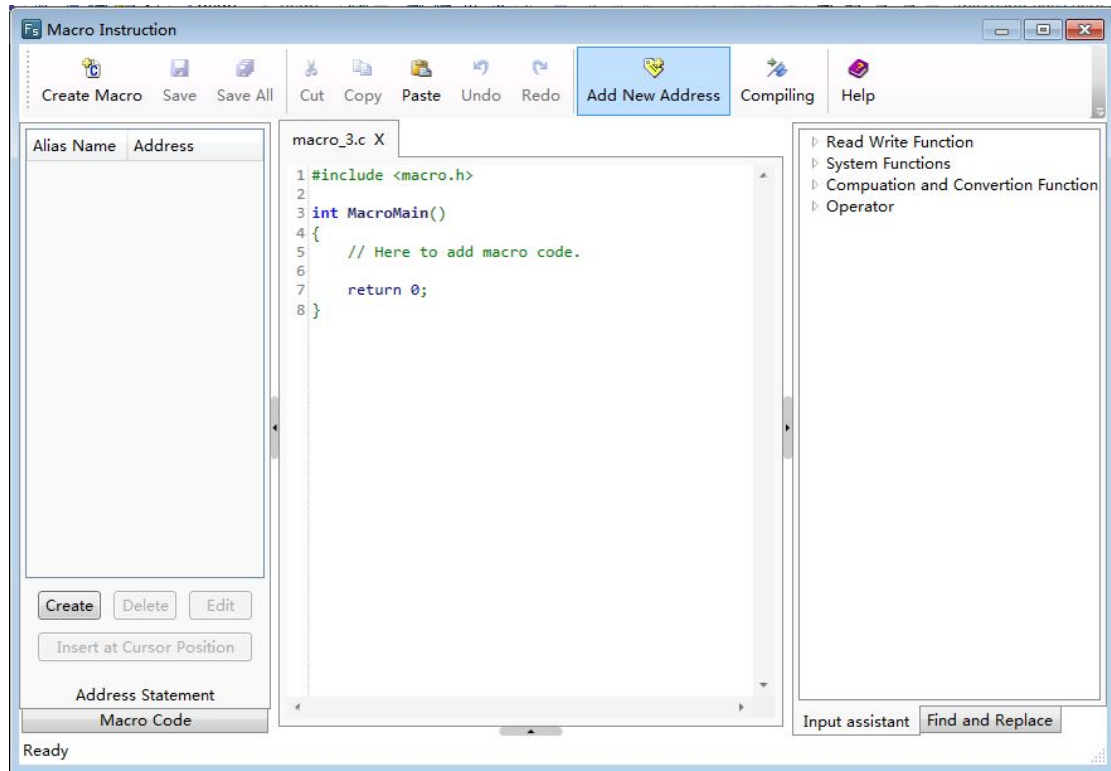 Fs Macro Instruction
Create Macro Save Save All Cut Copy Paste Undo Redo Add New Address Compiling Help
Alias Name Address
macro_3.c X
1 #include <macro.h>
2
3 int MacroMain()
4 {
5 // Here to add macro code.
6
7 return 0;
8 }
Read Write Function
System Functions
Compuation and Convertion Function
Operator
Create Delete Edit
Insert at Cursor Position
Address Statement
Macro Code
Input assistant Find and Replace
Ready